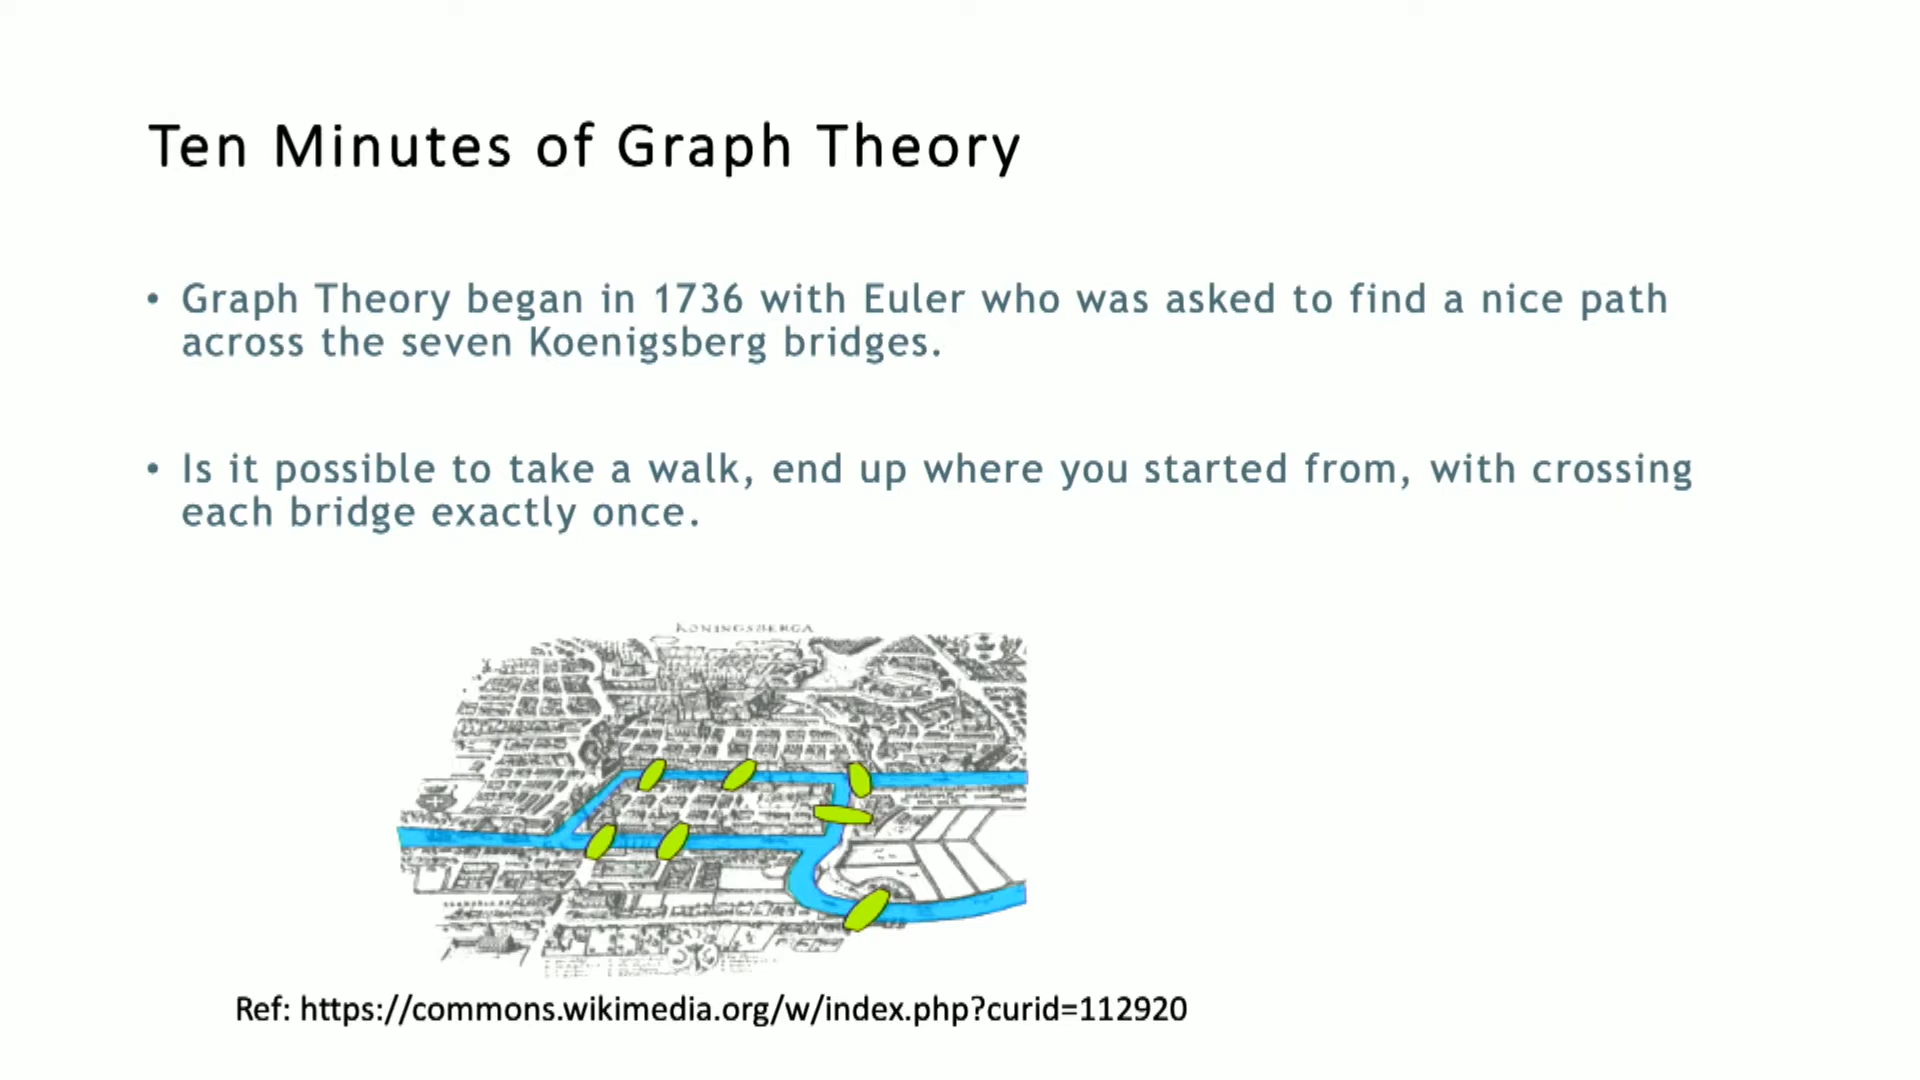 Ten Minutes of Graph Theory
• Graph Theory began in 1736 with Euler who was asked to find a nice path
across the seven Koenigsberg bridges.
• Is it possible to take a walk, end up where you started from, with crossing
each bridge exactly once.
KONINGSBERGA
Ref: https://commons.wikimedia.org/w/index.php?curid=112920